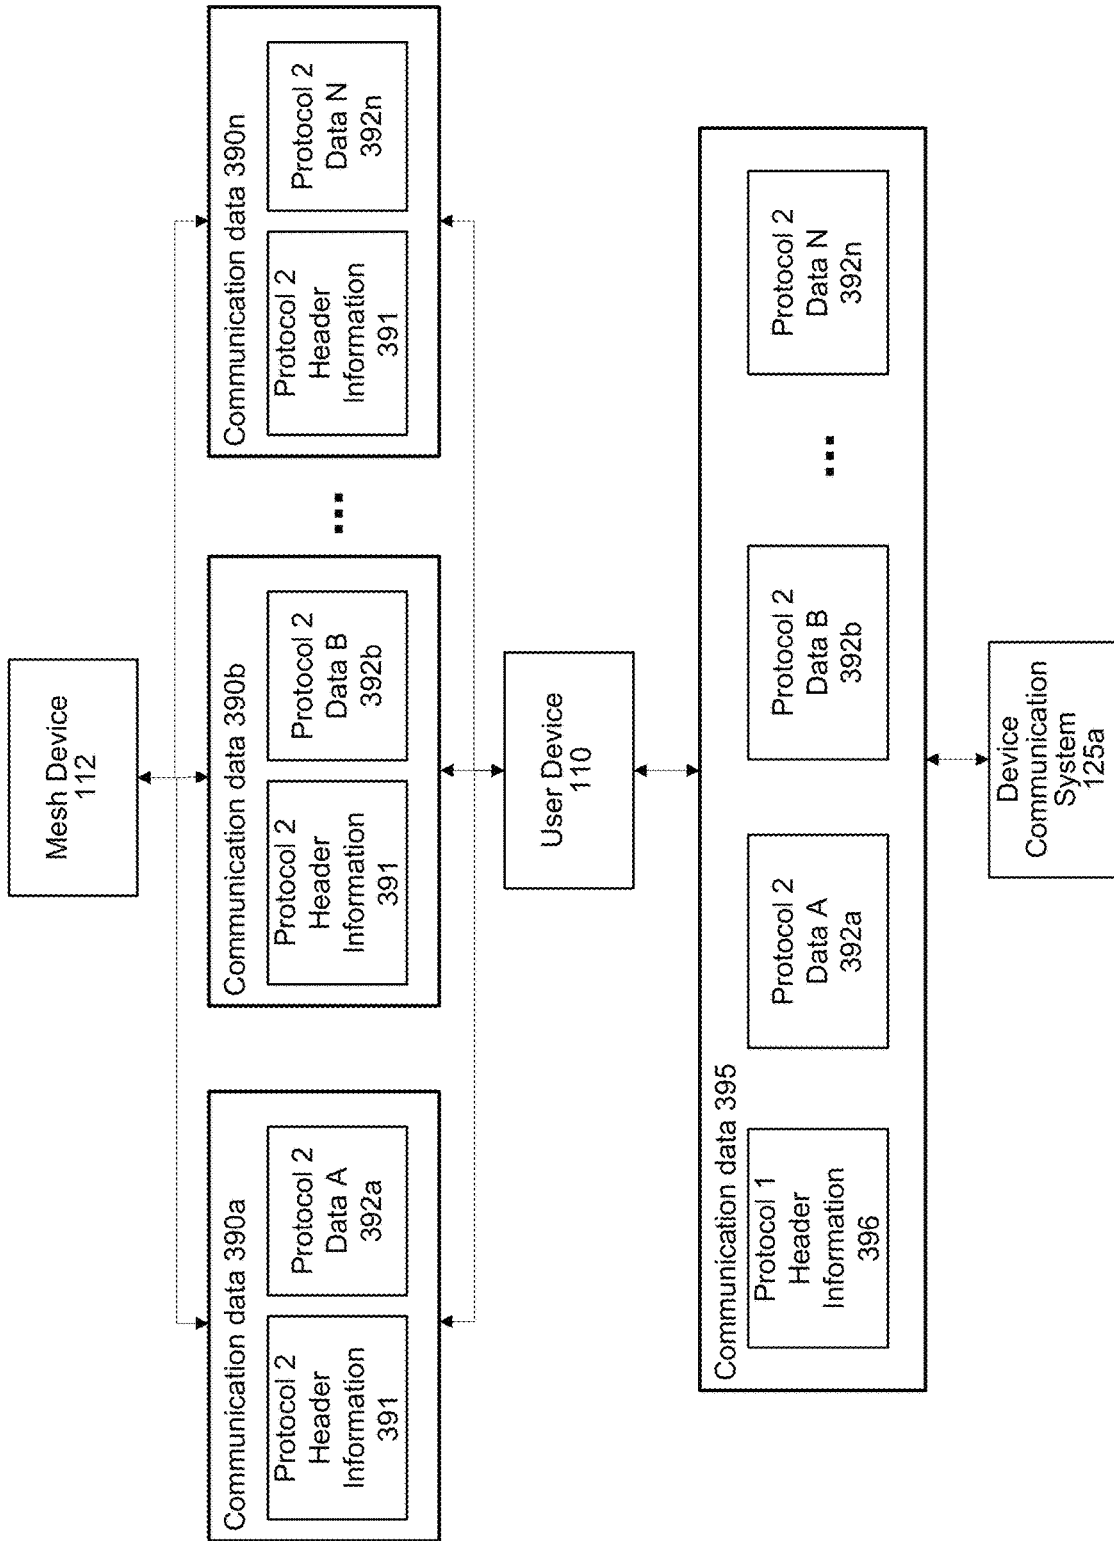 Mesh Device
112
Communication data 390a
Protocol 2
Header
Information
391
Protocol 2
Data A
392a
Communication data 390b
Protocol 2
Header
Information
391
Protocol 2
Data B
392b
...
Communication data 390n
Protocol 2
Header
Information
391
Protocol 2
Data N
392n
User Device
110
Communication data 395
Protocol 1
Header
Information
396
Protocol 2
Data A
392a
Protocol 2
Data B
392b
...
Protocol 2
Data N
392n
Device
Communication
System
125a